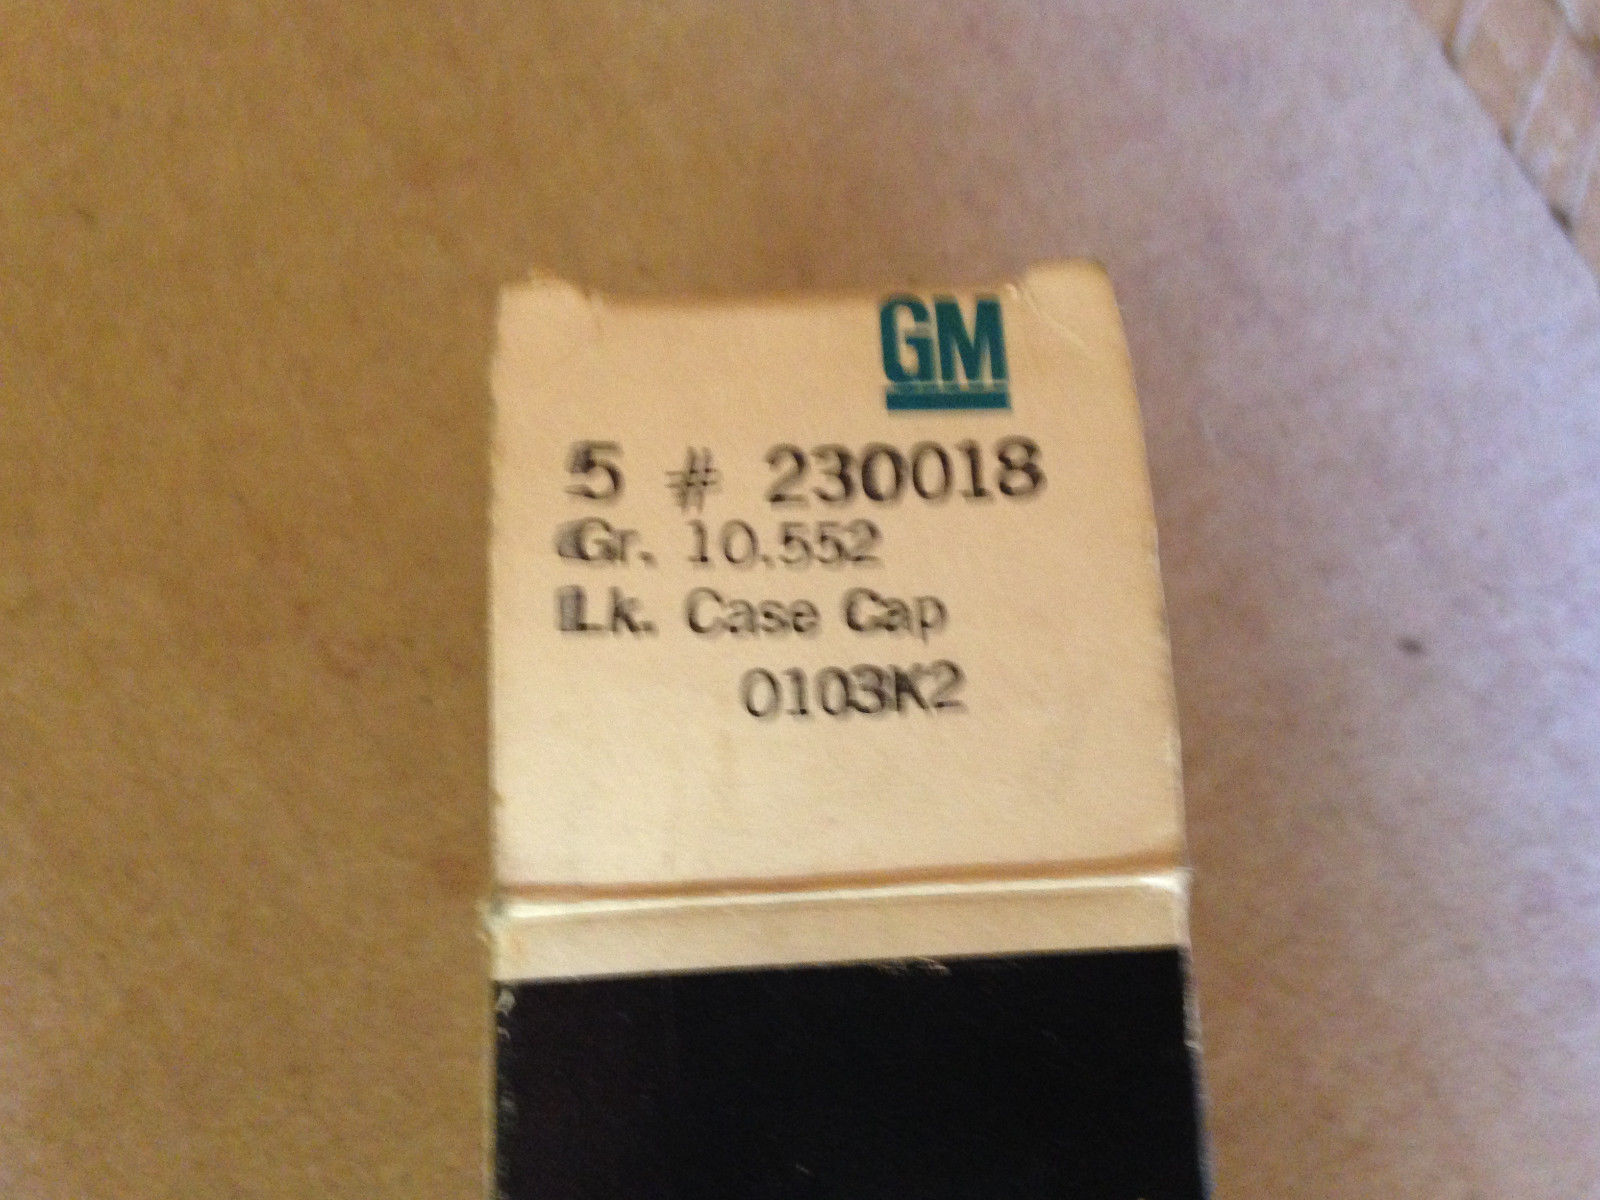 GM
5 # 230018
Gr. 10.552
Lk. Case Cap
0103K2